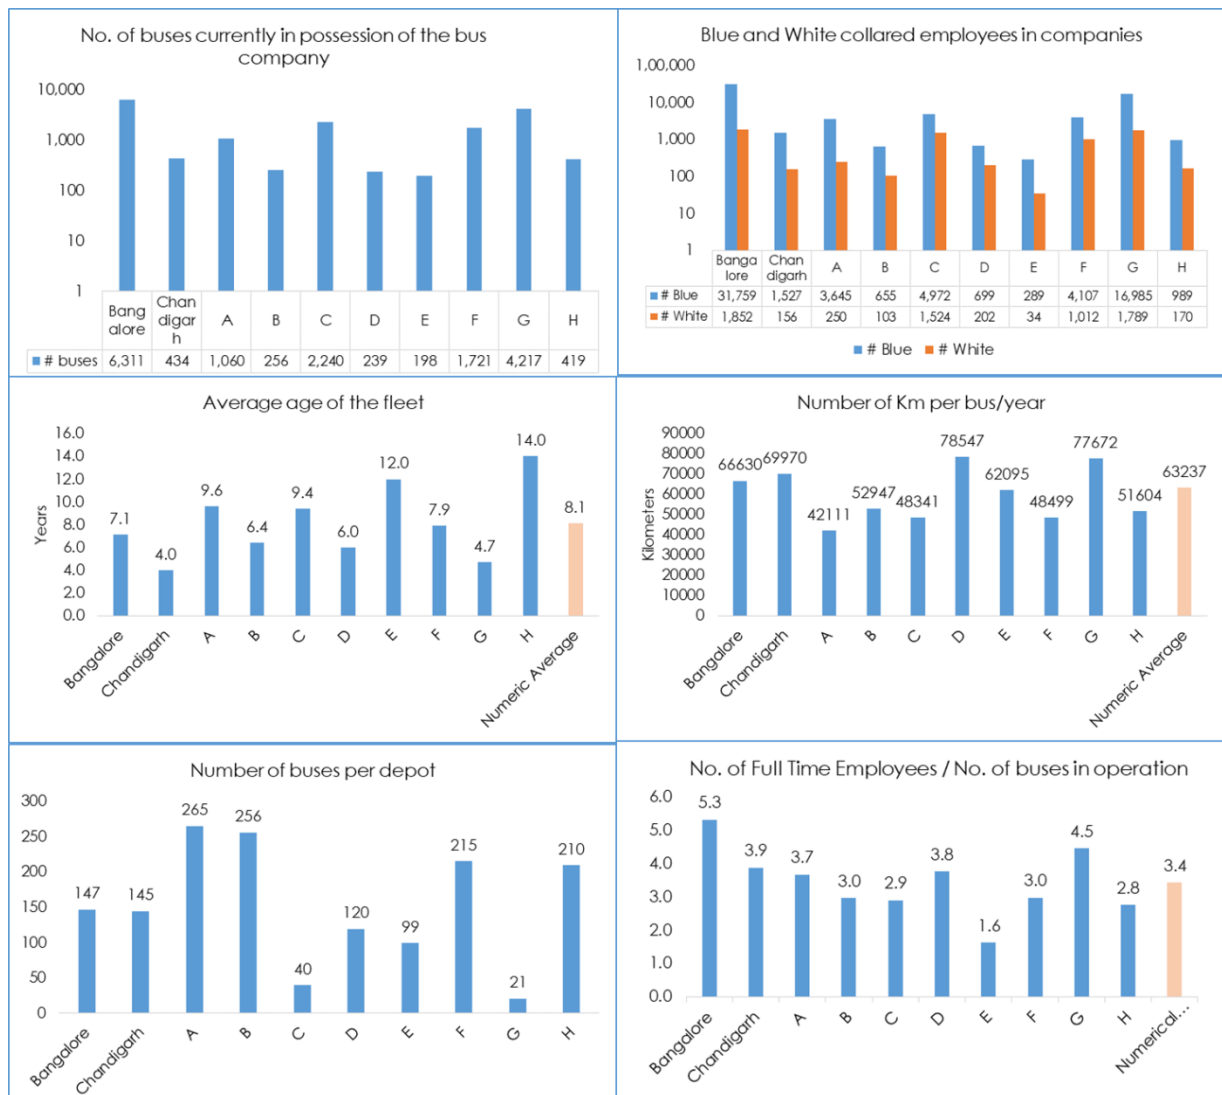 No. of buses currently in possession of the bus
company
10,000
1,000
100
10
1
Bang
alore
Chan
digar
h
A
B
C
D
E
F
G
H
# buses 6,311 434 1,060 256 2,240 239 198 1,721 4,217 419
Blue and White collared employees in companies
1,00,000
10,000
1,000
100
10
1
Banga
lore
Chan
digarh
A
B
C
D
E
F
G
H
# Blue 31,759 1,527 3,645 655 4,972 699 289 4,107 16,985 989
# White 1,852 156 250 103 1,524 202 34 1,012 1,789 170
# Blue # White
Average age of the fleet
Years
16.0
14.0
12.0
10.0
8.0
6.0
4.0
2.0
0.0
7.1
4.0
9.6
6.4
9.4
6.0
12.0
7.9
4.7
14.0
8.1
Bangalore
Chandigarh
A
B
C
D
E
F
G
H
Numeric Average
Number of Km per bus/year
Kilometers
90000
80000
70000
60000
50000
40000
30000
20000
10000
0
66630
69970
42111
52947
48341
78547
62095
48499
77672
51604
63237
Bangalore
Chandigarh
A
B
C
D
E
F
G
H
Numeric Average
Number of buses per depot
300
250
200
150
100
50
0
147
145
265
256
40
120
99
215
21
210
Bangalore
Chandigarh
A
B
C
D
E
F
G
H
No. of Full Time Employees / No. of buses in operation
6.0
5.0
4.0
3.0
2.0
1.0
0.0
5.3
3.9
3.7
3.0
2.9
3.8
1.6
3.0
4.5
2.8
3.4
Bangalore
Chandigarh
A
B
C
D
E
F
G
H
Numerical...